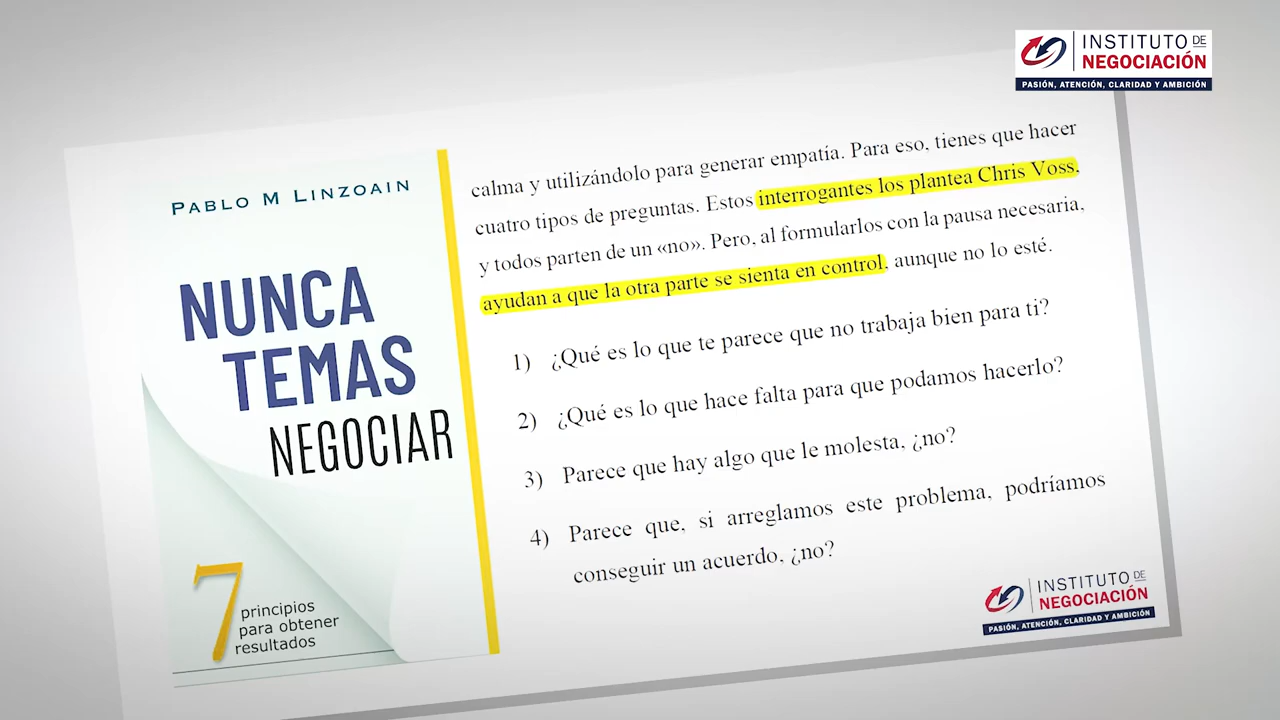 INSTITUTO DE
NEGOCIACIÓN
PASIÓN, ATENCIÓN, CLARIDAD Y AMBICIÓN
PABLO M LINZOAIN
NUNCA
TEMAS
NEGOCIAR
7
principios
para obtener
resultados
calma y utilizándolo para generar empatía. Para eso, tienes que hacer
cuatro tipos de preguntas. Estos interrogantes los plantea Chris Voss,
y todos parten de un «no». Pero, al formularlos con la pausa necesaria,
ayudan a que la otra parte se sienta en control, aunque no lo esté.
1) ¿Qué es lo que te parece que no trabaja bien para ti?
2) ¿Qué es lo que hace falta para que podamos hacerlo?
3) Parece que hay algo que le molesta, ¿no?
4) Parece que, si arreglamos este problema, podríamos
conseguir un acuerdo, ¿no?
INSTITUTO DE
NEGOCIACIÓN
PASIÓN, ATENCIÓN, CLARIDAD Y AMBICIÓN